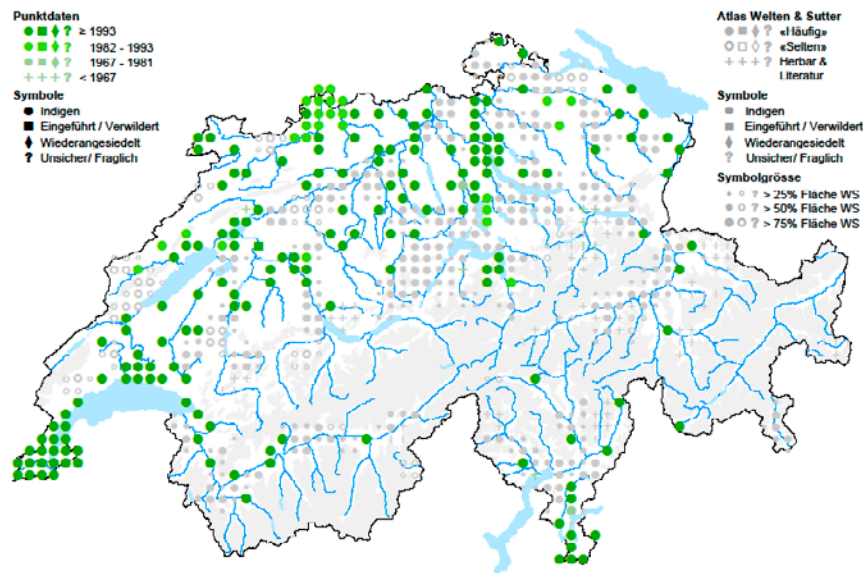 Punktdaten
? ≥ 1993
? 1982 - 1993
? 1967 - 1981
++++ ? < 1967
Symbole
Indigen
Eingeführt / Verwildert
Wiederangesiedelt
? Unsicher/ Fraglich
Atlas Welten & Sutter
? «Häufig»
? «Selten»
+++ ? Herbar &
Literatur
Symbole
Indigen
Eingeführt / Verwildert
Wiederangesiedelt
? Unsicher/ Fraglich
Symbolgrösse
? > 25% Fläche WS
? > 50% Fläche WS
? > 75% Fläche WS